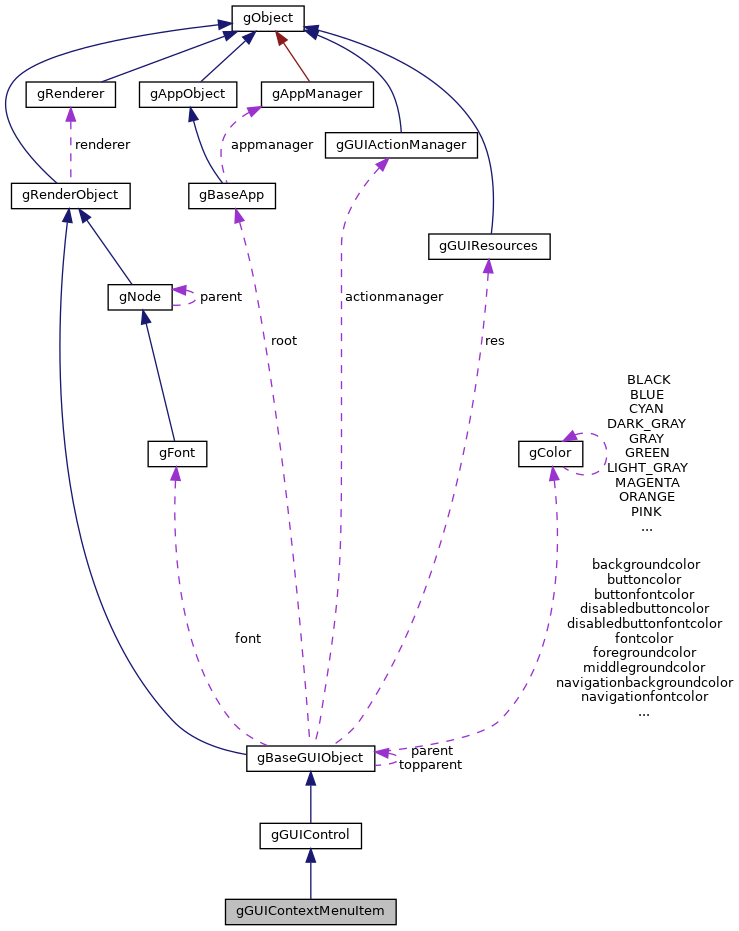 gObject
gRenderer
gAppObject
gAppManager
renderer
appmanager
gGUIActionManager
gRenderObject
gBaseApp
gGUIResources
gNode
parent
actionmanager
root
res
BLACK
BLUE
CYAN
DARK_GRAY
GRAY
GREEN
LIGHT_GRAY
MAGENTA
ORANGE
PINK
...
gFont
gColor
backgroundcolor
buttoncolor
buttonfontcolor
disabledbuttoncolor
disabledbuttonfontcolor
fontcolor
foregroundcolor
middlegroundcolor
navigationbackgroundcolor
navigationfontcolor
...
font
gBaseGUIObject
parent
topparent
gGUIControl
gGUIContextMenuItem